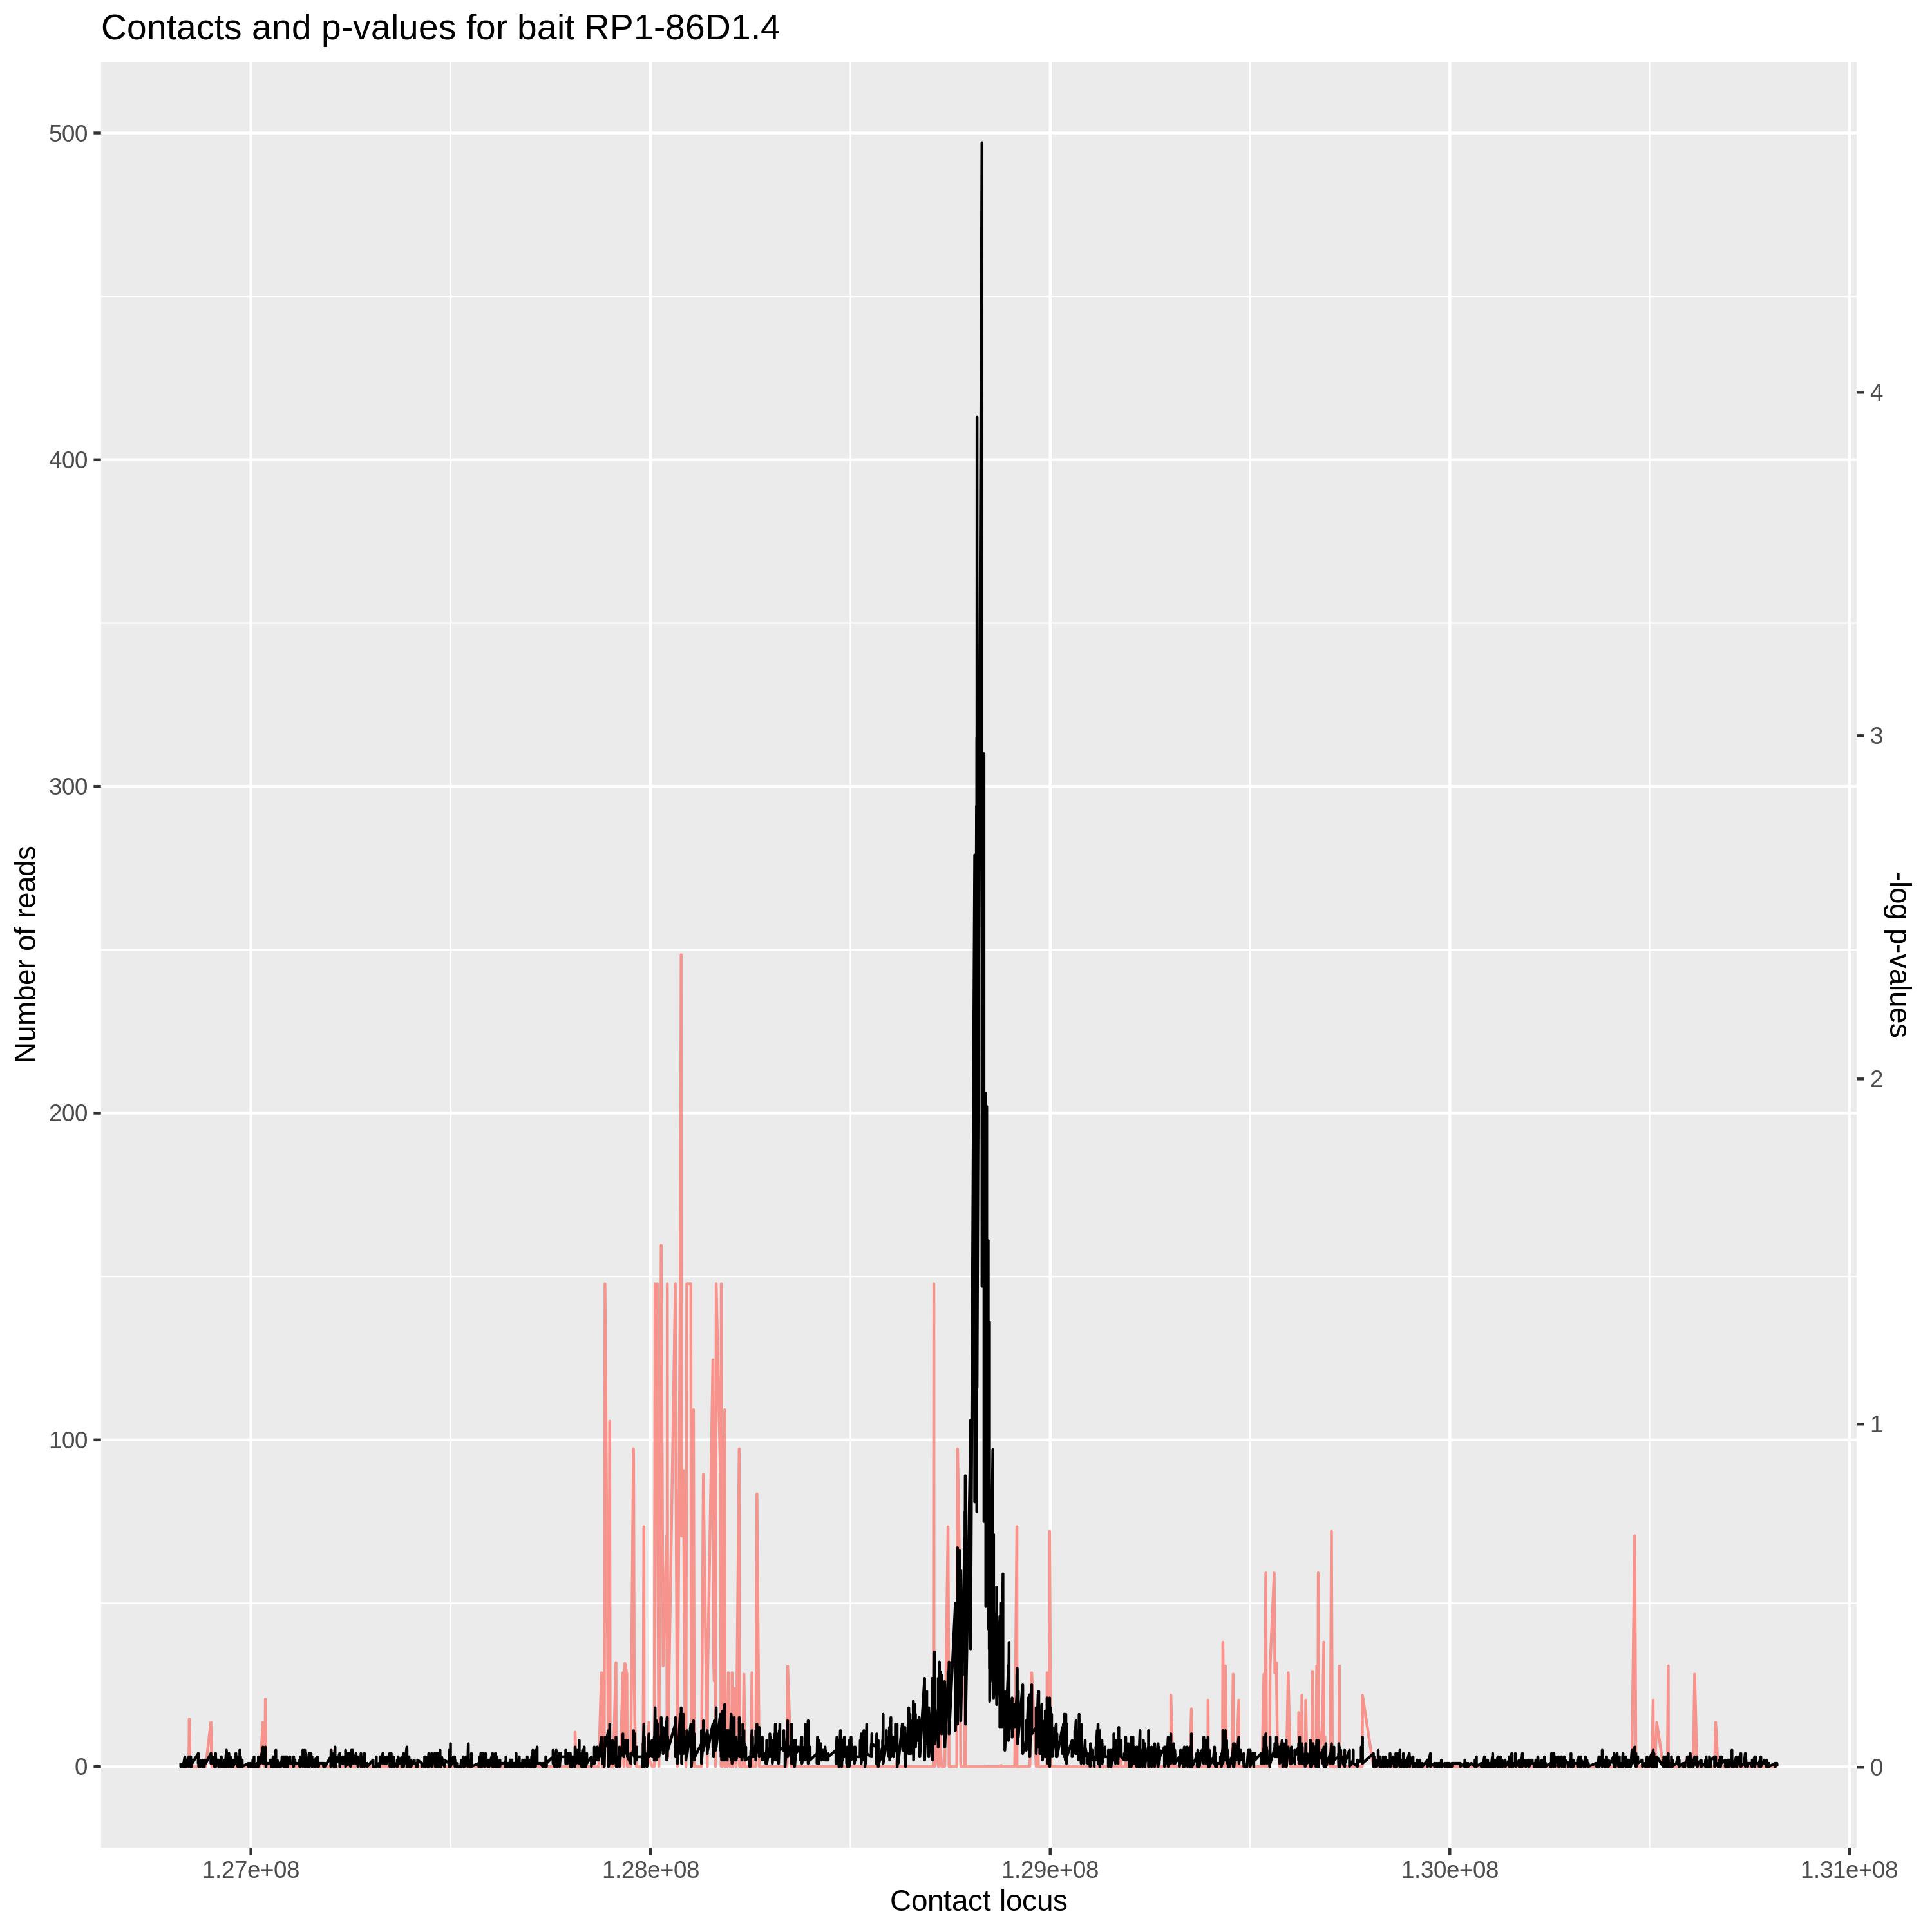 Contacts and p-values for bait RP1-86D1.4
500
400
300
200
100
0
Number of reads
4
3
2
1
0
-log p-values
1.27e+08
1.28e+08
1.29e+08
1.30e+08
1.31e+08
Contact locus